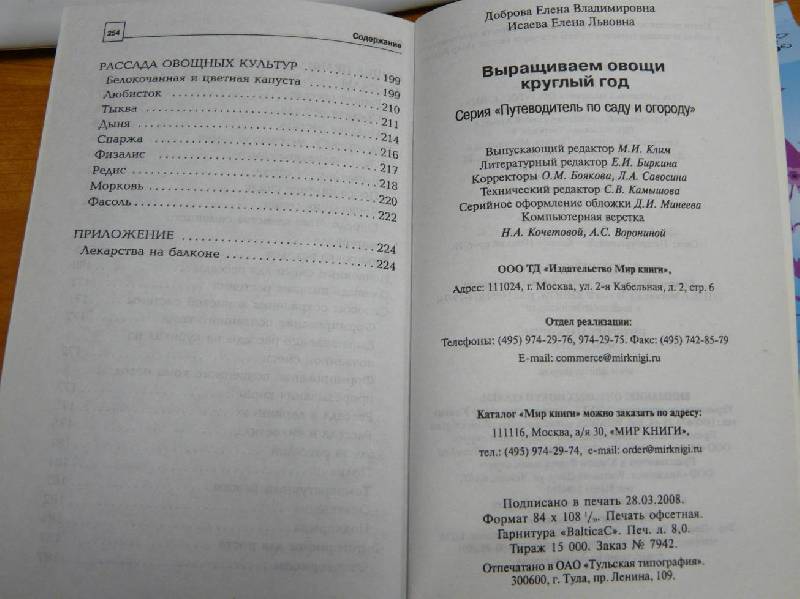 254
Содержание
РАССАДА ОВОЩНЫХ КУЛЬТУР ............ 199
Белокочанная и цветная капуста ............ 199
Любисток ............ 210
Тыква ............ 211
Дыня ............ 214
Спаржа ............ 216
Физалис ............ 217
Редис ............ 218
Морковь ............ 220
Фасоль ............ 222
ПРИЛОЖЕНИЕ ............ 224
Лекарства на балконе ............ 224
Доброва Елена Владимировна
Исаева Елена Львовна
Выращиваем овощи
круглый год
Серия «Путеводитель по саду и огороду»
Выпускающий редактор М.И. Клим
Литературный редактор Е.И. Биркина
Корректоры О.М. Боякова, Л.А. Савосина
Технический редактор С.В. Камышова
Серийное оформление обложки Д.И. Минеева
Компьютерная верстка
Н.А. Кочетовой, А.С. Ворониной
ООО ТД «Издательство Мир книги»,
Адрес: 111024, г. Москва, ул. 2-я Кабельная, д. 2, стр. 6
Отдел реализации:
Телефоны: (495) 974-29-76, 974-29-75. Факс: (495) 742-85-79
E-mail: commerce@mirknigi.ru
Каталог «Мир книги» можно заказать по адресу:
111116, Москва, а/я 30, «МИР КНИГИ»,
тел.: (495) 974-29-74, e-mail: order@mirknigi.ru
Подписано в печать 28.03.2008.
Формат 84 x 108 Печать офсетная.
Гарнитура «BalticaC». Печ. л. 8,0.
Тираж 15 000. Заказ № 7942.
Отпечатано в ОАО «Тульская типография».
300600, г. Тула, пр. Ленина, 109.